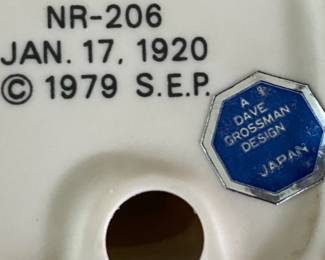 NR-206
JAN. 17, 1920
© 1979 S.E.P.
A
DAVE
GROSSMAN
DESIGN
JAPAN